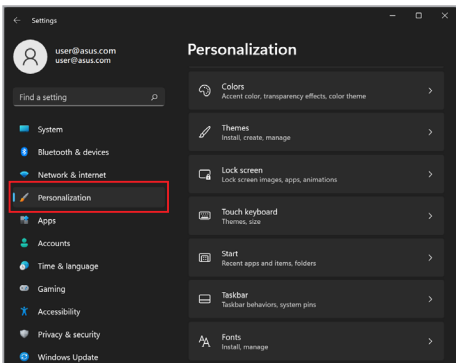 Settings
user@asus.com
user@asus.com
Find a setting
System
Bluetooth & devices
Network & internet
Personalization
Apps
Accounts
Time & language
Gaming
Accessibility
Privacy & security
Windows Update
Personalization
Colors
Accent color, transparency effects, color theme
Themes
Install, create, manage
Lock screen
Lock screen images, apps, animations
Touch keyboard
Themes, size
Start
Recent apps and items, folders
Taskbar
Taskbar behaviors, system pins
Fonts
Install, manage